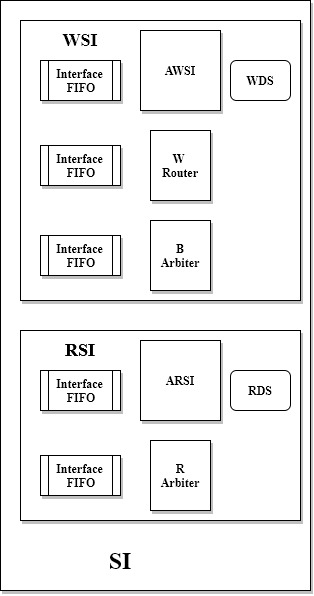 WSI
Interface
FIFO
AWSI
WDS
Interface
FIFO
W
Router
Interface
FIFO
B
Arbiter
RSI
Interface
FIFO
ARSI
RDS
Interface
FIFO
R
Arbiter
SI